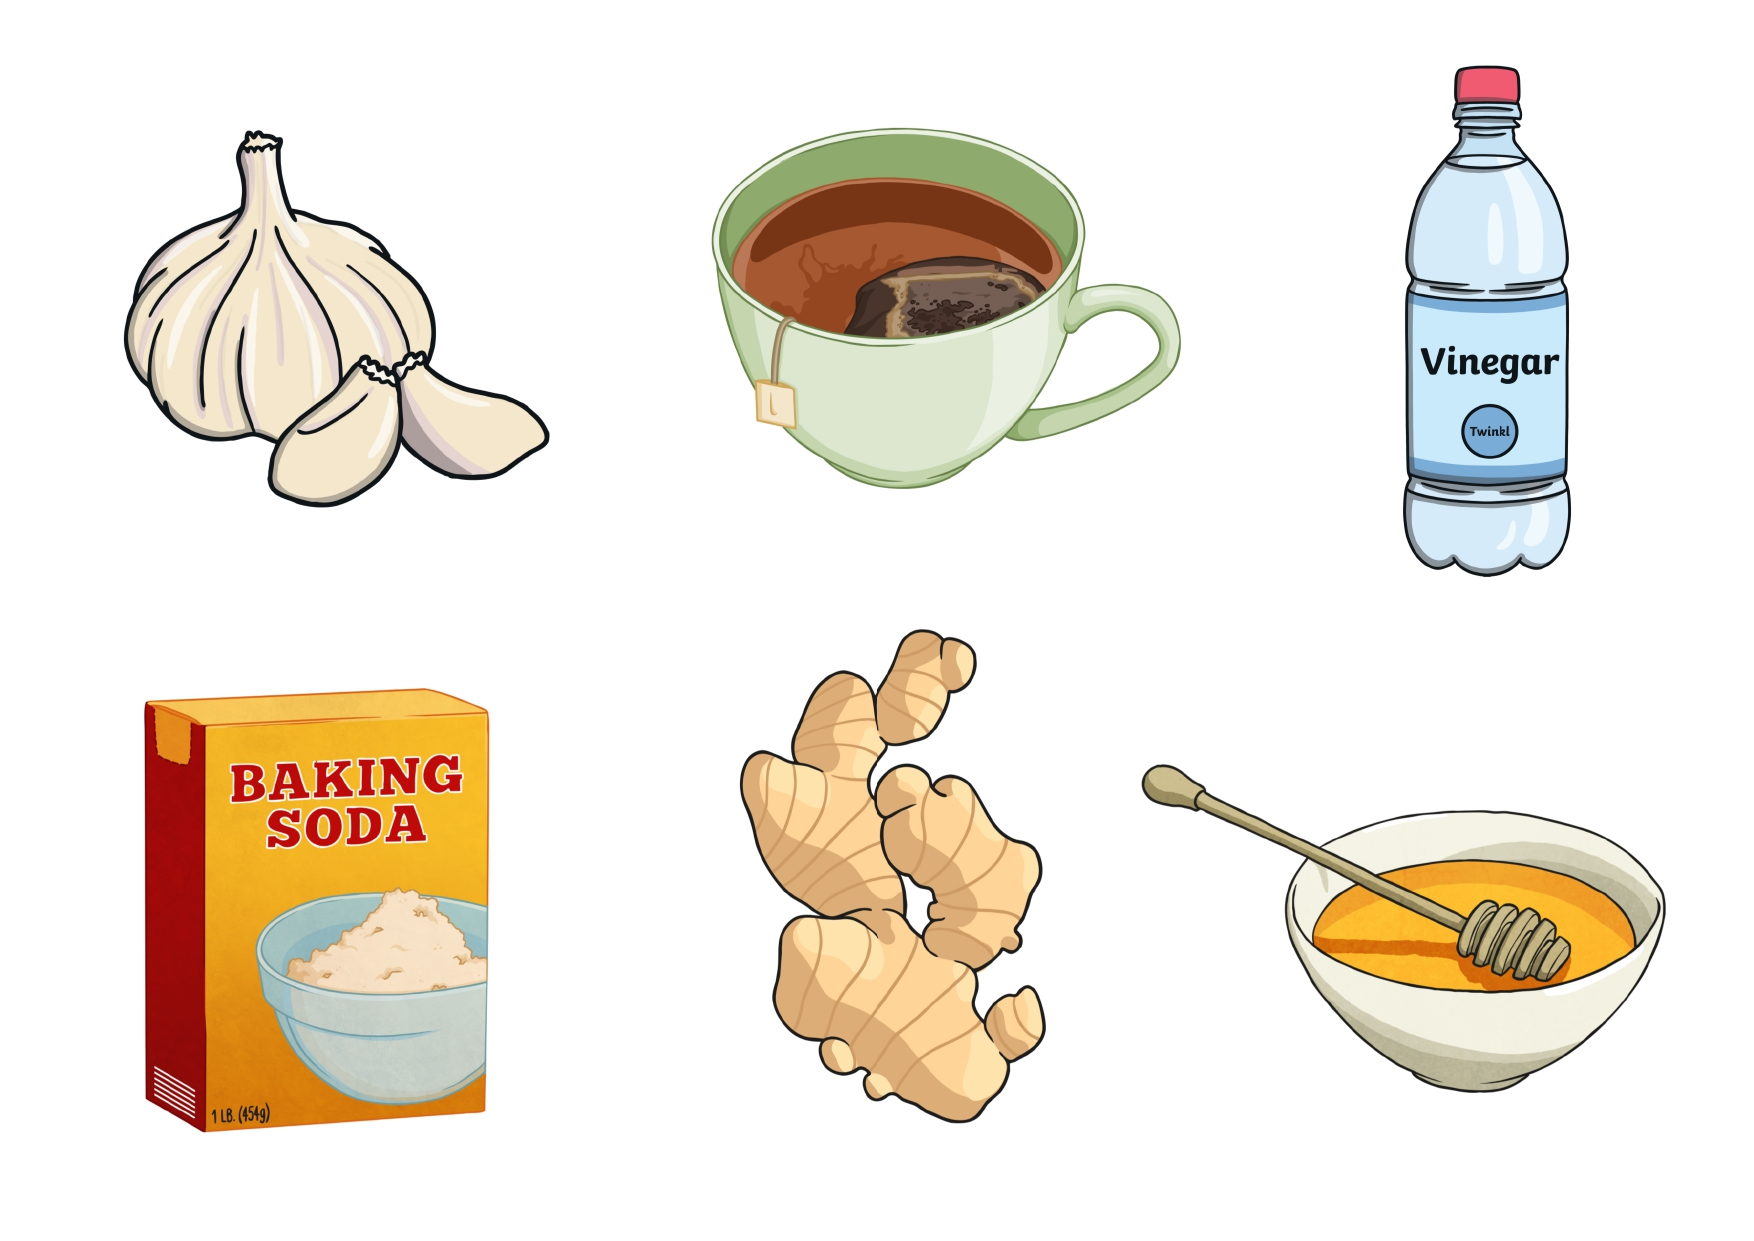 Vinegar
Twinkl
BAKING
SODA
1 LB. (454g)